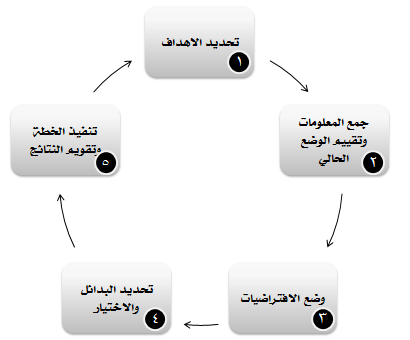 تحديد الاهداف
١
جمع المعلومات
وتقييم الوضع
الحالي
٢
وضع الافتراضيات
٣
تحديد البدائل
والاختيار
٤
تنفيذ الخطة
وتقويم النتائج
٥